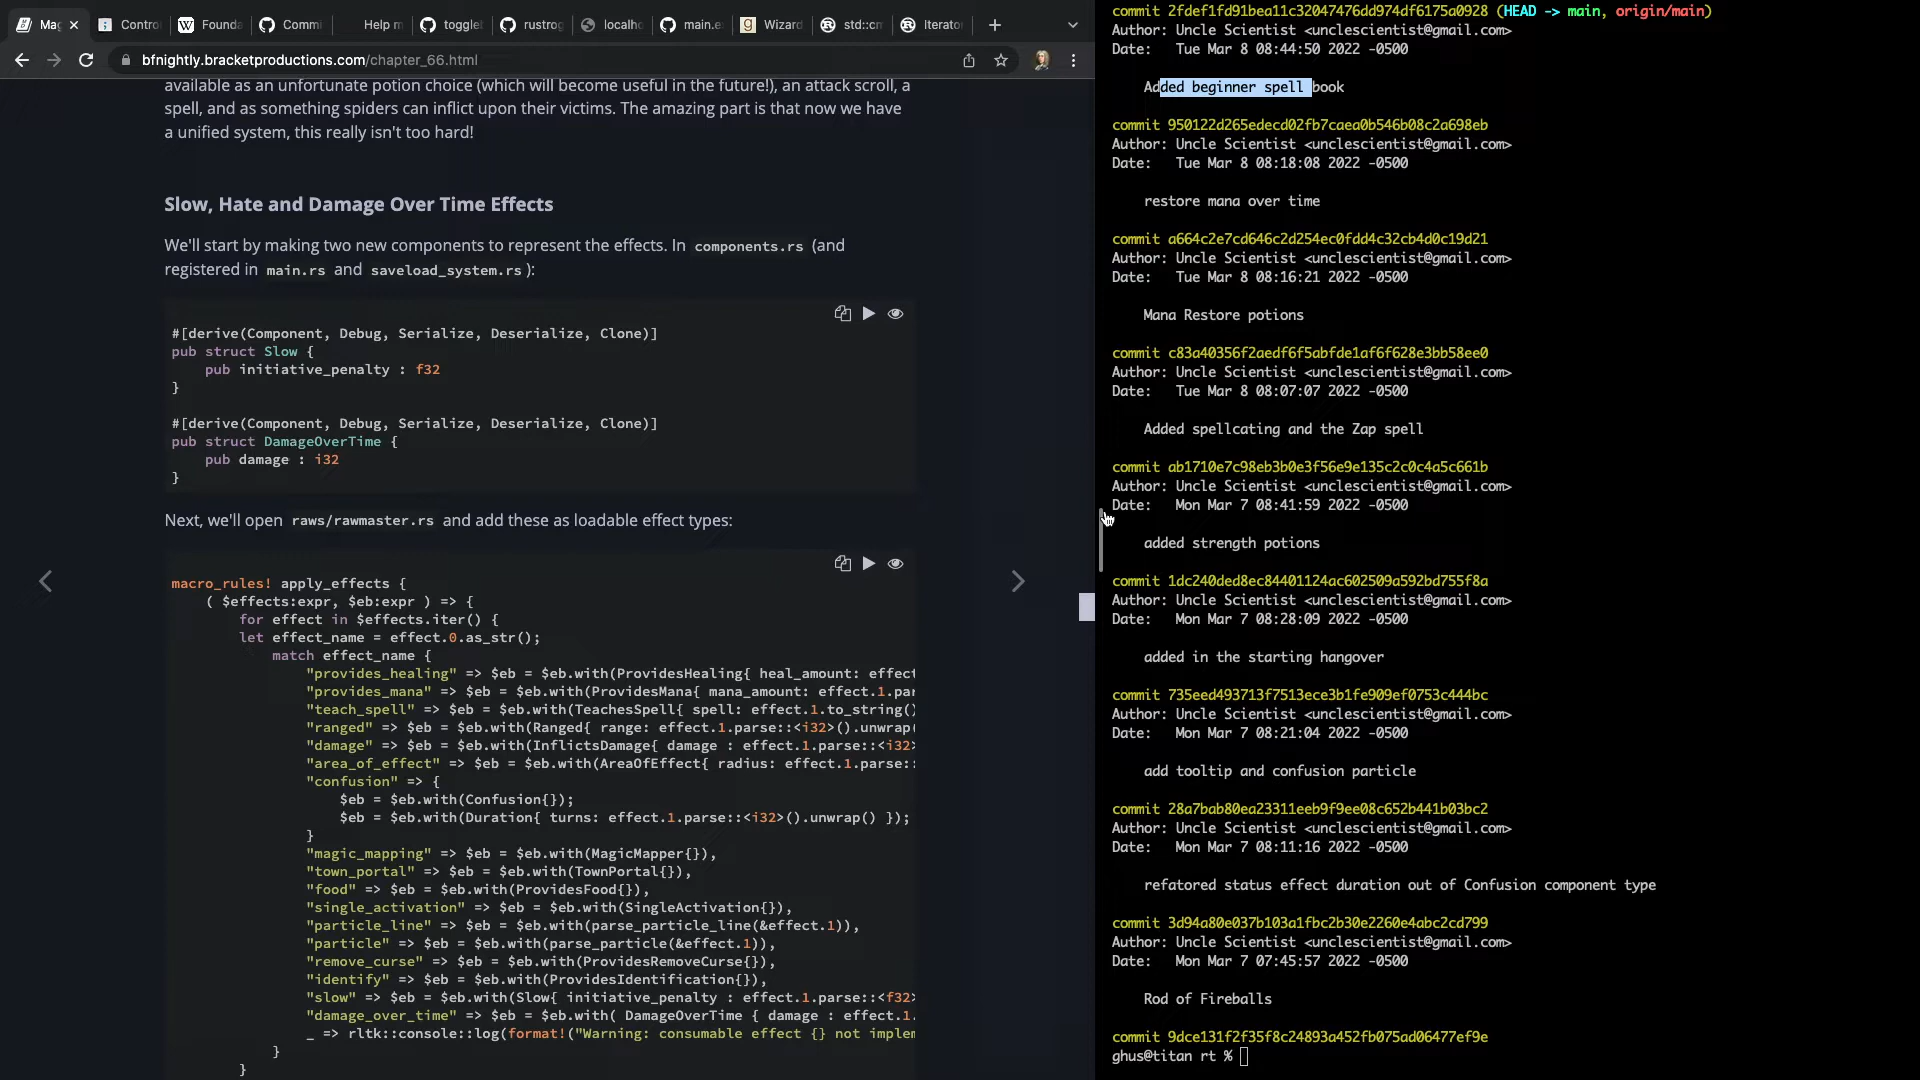 Mag
Contro
Founda
Commi
Help m
toggle
rustrog
localho
main.e
Wizard
std::cm
Iterato
bfnightly.bracketproductions.com/chapter_66.html
available as an unfortunate potion choice (which will become useful in the future!), an attack scroll, a
spell, and as something spiders can inflict upon their victims. The amazing part is that now we have
a unified system, this really isn't too hard!
Slow, Hate and Damage Over Time Effects
We'll start by making two new components to represent the effects. In components.rs (and
registered in main.rs and saveload_system.rs ):
#[derive(Component, Debug, Serialize, Deserialize, Clone)]
pub struct Slow {
pub initiative_penalty : f32
}
#[derive(Component, Debug, Serialize, Deserialize, Clone)]
pub struct DamageOverTime {
pub damage : i32
}
Next, we'll open raws/rawmaster.rs and add these as loadable effect types:
macro_rules! apply_effects {
( $effects:expr, $eb:expr ) => {
for effect in $effects.iter() {
let effect_name = effect.0.as_str();
match effect_name {
"provides_healing" => $eb = $eb.with(ProvidesHealing{ heal_amount: effect
"provides_mana" => $eb = $eb.with(ProvidesMana{ mana_amount: effect.1.par
"teach_spell" => $eb = $eb.with(TeachesSpell{ spell: effect.1.to_string()
"ranged" => $eb = $eb.with(Ranged{ range: effect.1.parse::<i32>().unwrap(
"damage" => $eb = $eb.with(InflictsDamage{ damage : effect.1.parse::<i32>
"area_of_effect" => $eb = $eb.with(AreaOfEffect{ radius: effect.1.parse::
"confusion" => {
$eb = $eb.with(Confusion{});
$eb = $eb.with(Duration{ turns: effect.1.parse::<i32>().unwrap() });
}
"magic_mapping" => $eb = $eb.with(MagicMapper{}),
"town_portal" => $eb = $eb.with(TownPortal{}),
"food" => $eb = $eb.with(ProvidesFood{}),
"single_activation" => $eb = $eb.with(SingleActivation{}),
"particle_line" => $eb = $eb.with(parse_particle_line(&effect.1)),
"particle" => $eb = $eb.with(parse_particle(&effect.1)),
"remove_curse" => $eb = $eb.with(ProvidesRemoveCurse{}),
"identify" => $eb = $eb.with(ProvidesIdentification{}),
"slow" => $eb = $eb.with(Slow{ initiative_penalty : effect.1.parse::<f32>
"damage_over_time" => $eb = $eb.with( DamageOverTime { damage : effect.1.
_ => rltk::console::log(format!("Warning: consumable effect {} not implem
}
}
commit 2fdef1fd91bea11c32047476dd974df6175a0928 (HEAD -> main, origin/main)
Author: Uncle Scientist <unclescientist@gmail.com>
Date: Tue Mar 8 08:44:50 2022 -0500
Added beginner spell book
commit 950122d265edecd02fb7caea0b546b08c2a698eb
Author: Uncle Scientist <unclescientist@gmail.com>
Date: Tue Mar 8 08:18:08 2022 -0500
restore mana over time
commit a664c2e7cd646c2d254ec0fdd4c32cb4d0c19d21
Author: Uncle Scientist <unclescientist@gmail.com>
Date: Tue Mar 8 08:16:21 2022 -0500
Mana Restore potions
commit c83a40356f2aedf6f5abfde1af6f628e3bb58ee0
Author: Uncle Scientist <unclescientist@gmail.com>
Date: Tue Mar 8 08:07:07 2022 -0500
Added spellcating and the Zap spell
commit ab1710e7c98eb3b0e3f56e9e135c2c0c4a5c661b
Author: Uncle Scientist <unclescientist@gmail.com>
Date: Mon Mar 7 08:41:59 2022 -0500
added strength potions
commit 1dc240ded8ec84401124ac602509a592bd755f8a
Author: Uncle Scientist <unclescientist@gmail.com>
Date: Mon Mar 7 08:28:09 2022 -0500
added in the starting hangover
commit 735eed493713f7513ece3b1fe909ef0753c444bc
Author: Uncle Scientist <unclescientist@gmail.com>
Date: Mon Mar 7 08:21:04 2022 -0500
add tooltip and confusion particle
commit 28a7bab80ea23311eeb9f9ee08c652b441b03bc2
Author: Uncle Scientist <unclescientist@gmail.com>
Date: Mon Mar 7 08:11:16 2022 -0500
refatored status effect duration out of Confusion component type
commit 3d94a80e037b103a1fbc2b30e2260e4abc2cd799
Author: Uncle Scientist <unclescientist@gmail.com>
Date: Mon Mar 7 07:45:57 2022 -0500
Rod of Fireballs
commit 9dce131f2f35f8c24893a452fb075ad06477ef9e
ghus@titan rt %